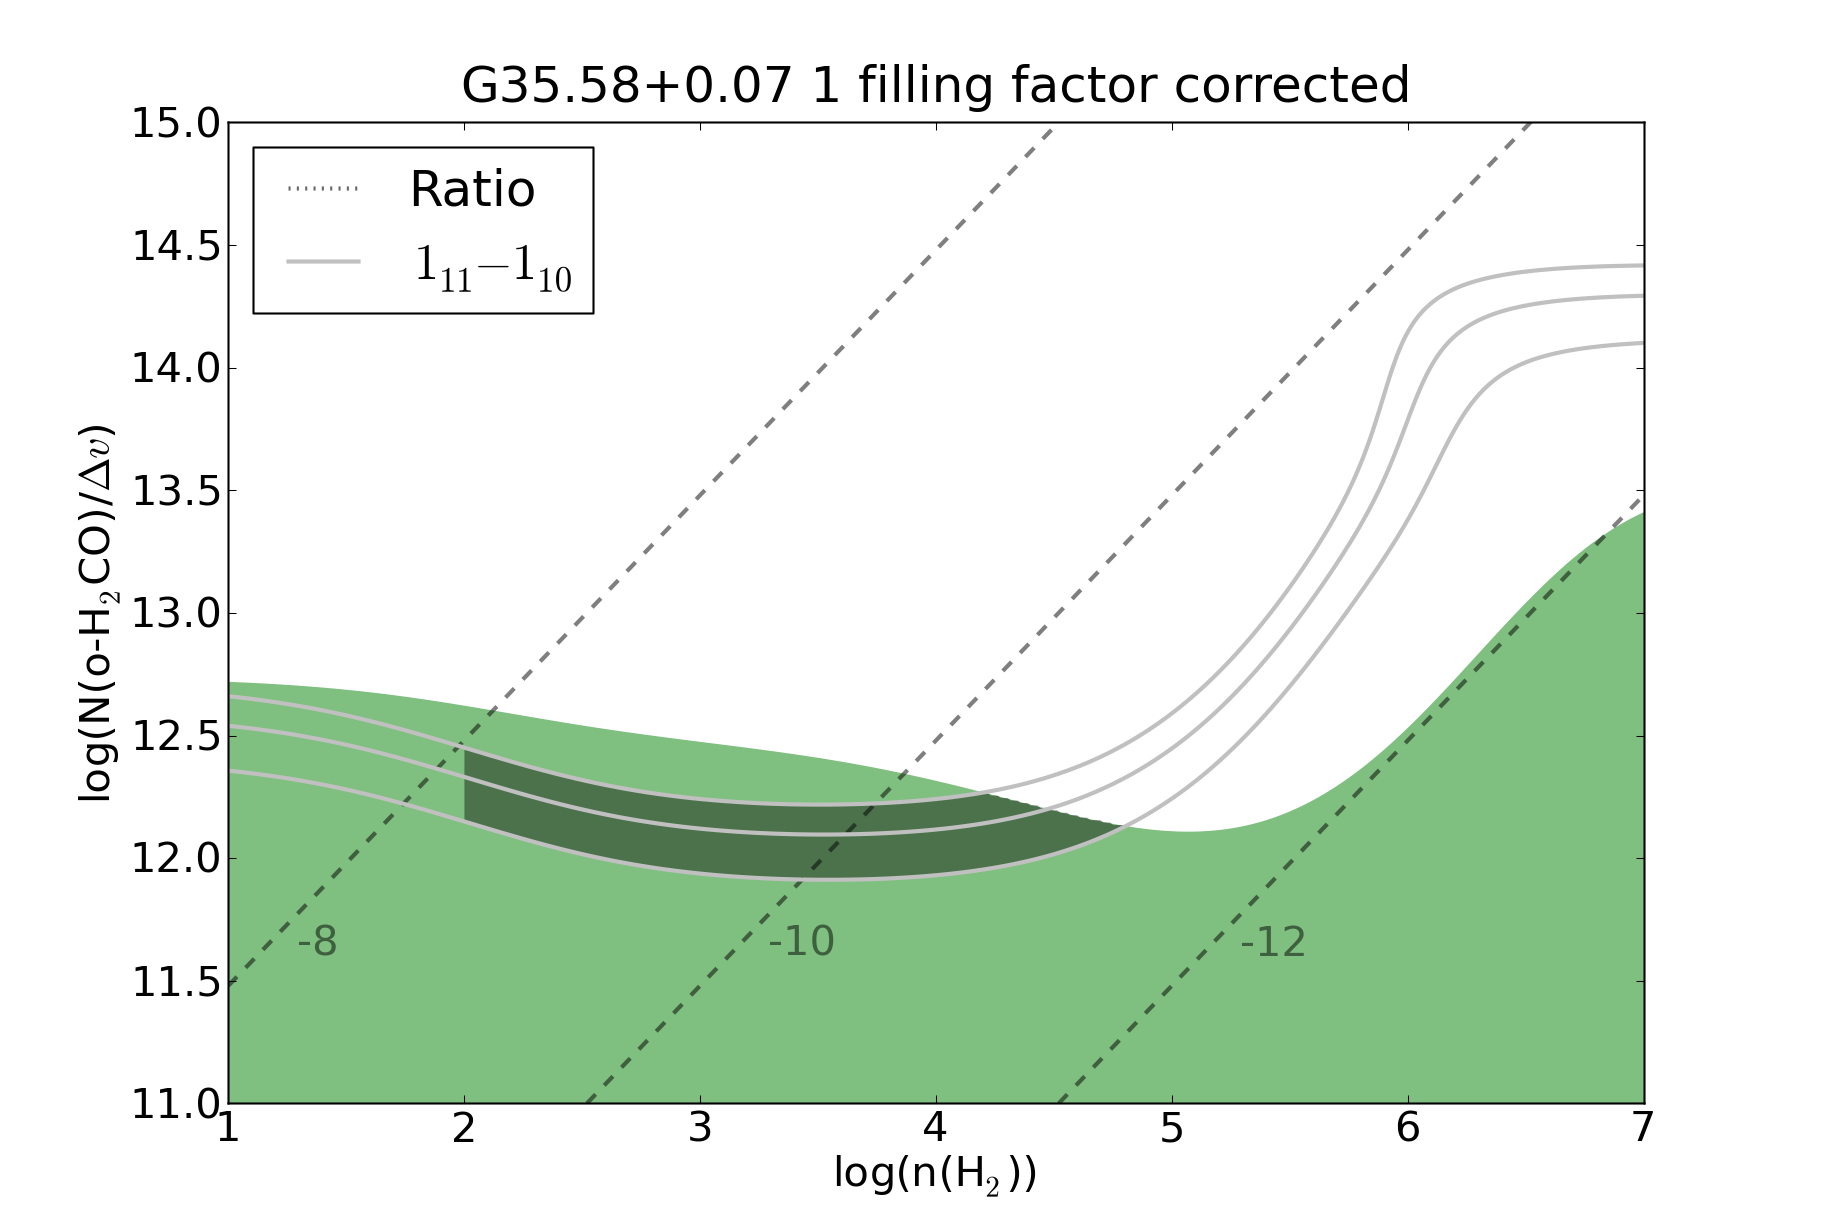 G35.58+0.07 1 filling factor corrected
15.0
14.5
14.0
13.5
13.0
12.5
12.0
11.5
11.0
log(N(o-H₂CO)/Δv)
Ratio
1₁₁−1₁₀
-8
-10
-12
1 2 3 4 5 6 7
log(n(H₂))